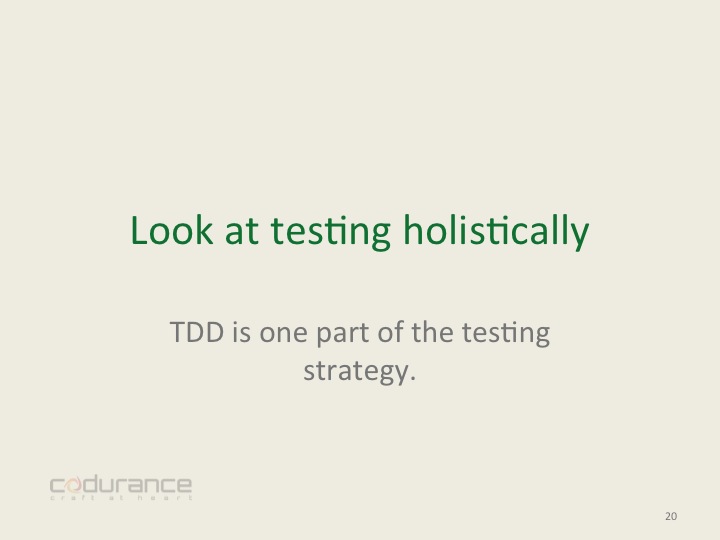 Look at testing holistically
TDD is one part of the testing
strategy.
codurance
craft at heart
20